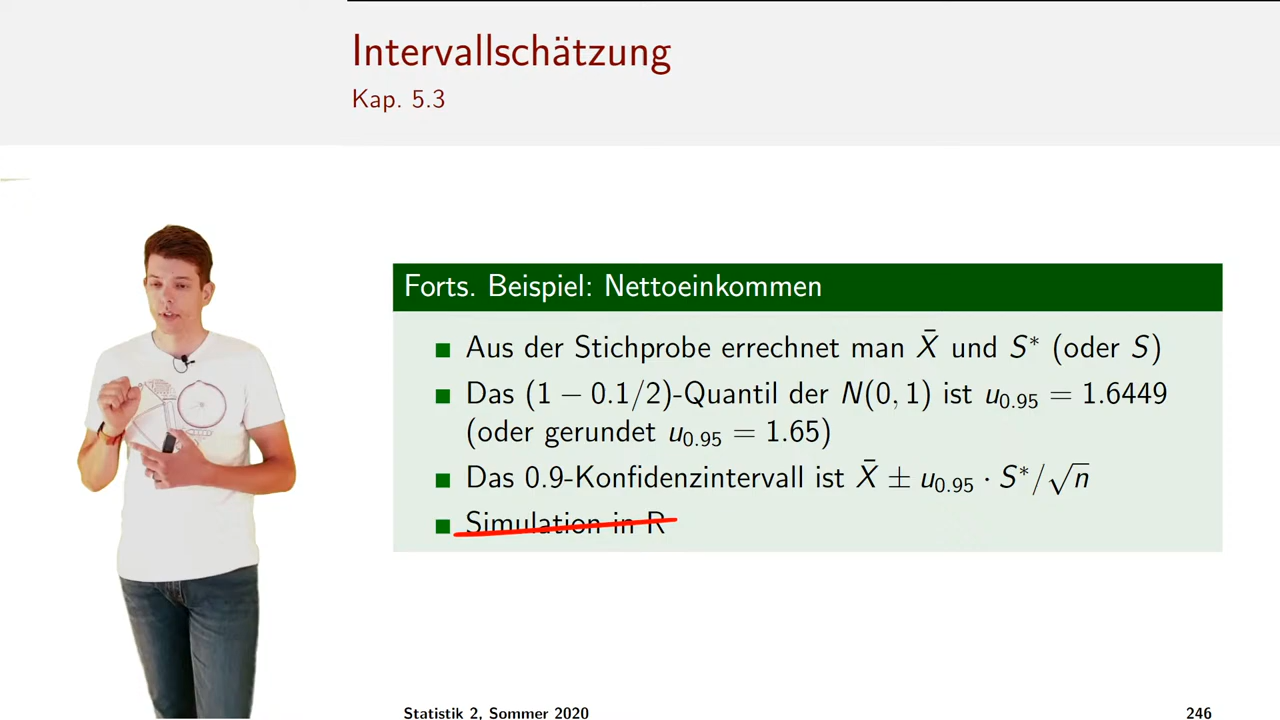 Intervallschätzung
Kap. 5.3
Forts. Beispiel: Nettoeinkommen
Aus der Stichprobe errechnet man X̄ und S* (oder S)
Das (1 − 0.1/2)-Quantil der N(0, 1) ist u₀.₉₅ = 1.6449
(oder gerundet u₀.₉₅ = 1.65)
Das 0.9-Konfidenzintervall ist X̄ ± u₀.₉₅ · S*/√n
Simulation in R
Statistik 2, Sommer 2020
246